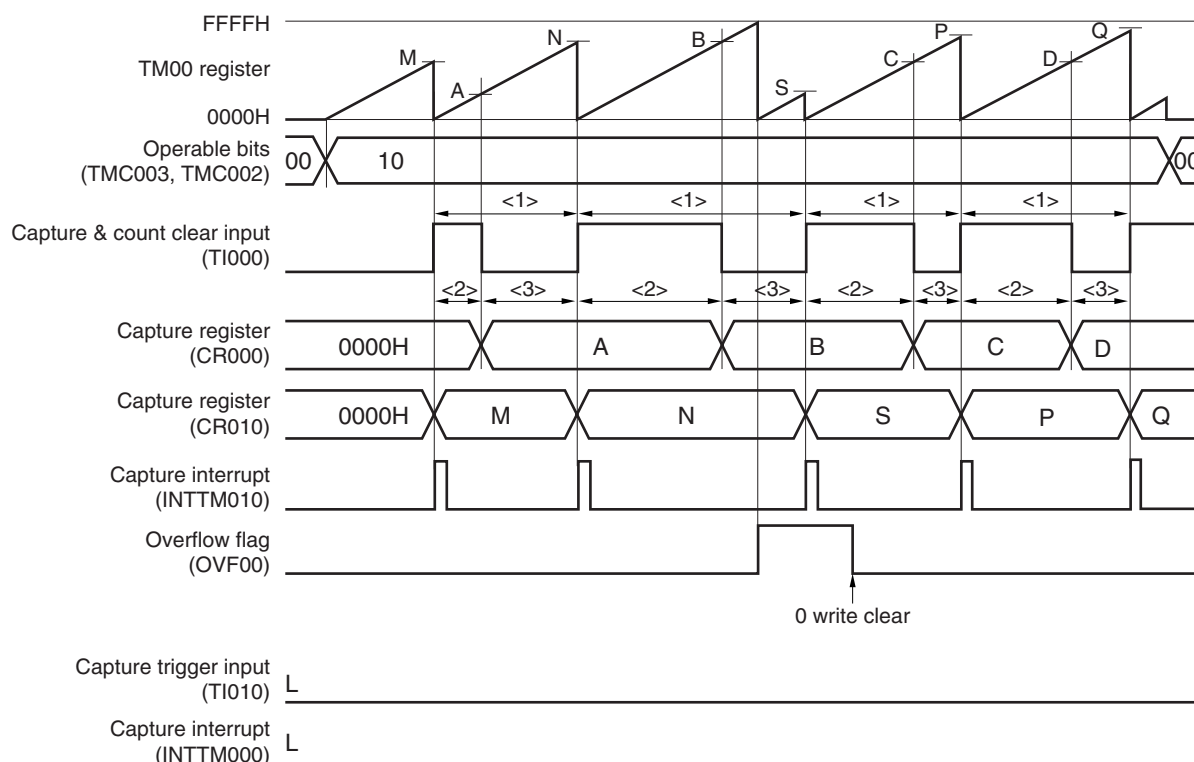 FFFFH
TM00 register
0000H
M
A
N
B
S
C
P
D
Q
Operable bits
(TMC003, TMC002)
00
10
00
<1>
<1>
<1>
<1>
Capture & count clear input
(TI000)
<2>
<3>
<2>
<3>
<2>
<3>
<2>
<3>
Capture register
(CR000)
0000H
A
B
C
D
Capture register
(CR010)
0000H
M
N
S
P
Q
Capture interrupt
(INTTM010)
Overflow flag
(OVF00)
0 write clear
Capture trigger input
(TI010)
L
Capture interrupt
(INTTM000)
L